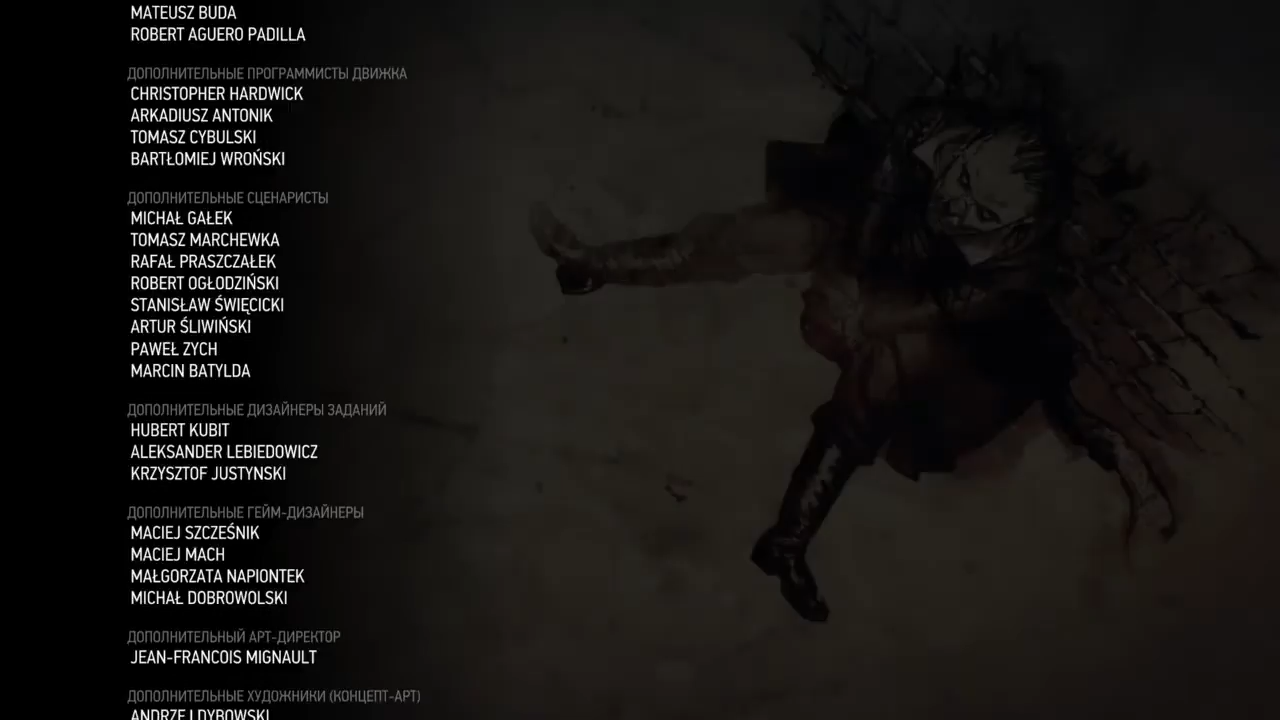 MATEUSZ BUDA
ROBERT AGUERO PADILLA
ДОПОЛНИТЕЛЬНЫЕ ПРОГРАММИСТЫ ДВИЖКА
CHRISTOPHER HARDWICK
ARKADIUSZ ANTONIK
TOMASZ CYBULSKI
BARTŁOMIEJ WROŃSKI
ДОПОЛНИТЕЛЬНЫЕ СЦЕНАРИСТЫ
MICHAŁ GAŁEK
TOMASZ MARCHEWKA
RAFAŁ PRASZCZAŁEK
ROBERT OGŁODZIŃSKI
STANISŁAW ŚWIĘCICKI
ARTUR ŚLIWIŃSKI
PAWEŁ ZYCH
MARCIN BATYLDA
ДОПОЛНИТЕЛЬНЫЕ ДИЗАЙНЕРЫ ЗАДАНИЙ
HUBERT KUBIT
ALEKSANDER LEBIEDOWICZ
KRZYSZTOF JUSTYNSKI
ДОПОЛНИТЕЛЬНЫЕ ГЕЙМ-ДИЗАЙНЕРЫ
MACIEJ SZCZEŚNIK
MACIEJ MACH
MAŁGORZATA NAPIONTEK
MICHAŁ DOBROWOLSKI
ДОПОЛНИТЕЛЬНЫЙ АРТ-ДИРЕКТОР
JEAN-FRANCOIS MIGNAULT
ДОПОЛНИТЕЛЬНЫЕ ХУДОЖНИКИ (КОНЦЕПТ-АРТ)
ANDRZEJ DYBOWSKI